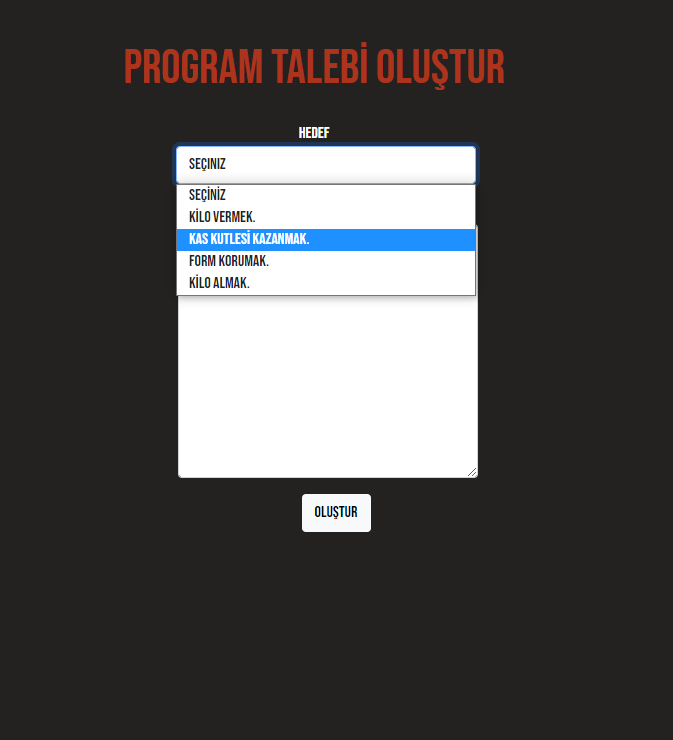 PROGRAM TALEBİ OLUŞTUR
HEDEF
SEÇINIZ
SEÇİNİZ
KİLO VERMEK.
KAS KUTLESİ KAZANMAK.
FORM KORUMAK.
KİLO ALMAK.
OLUŞTUR